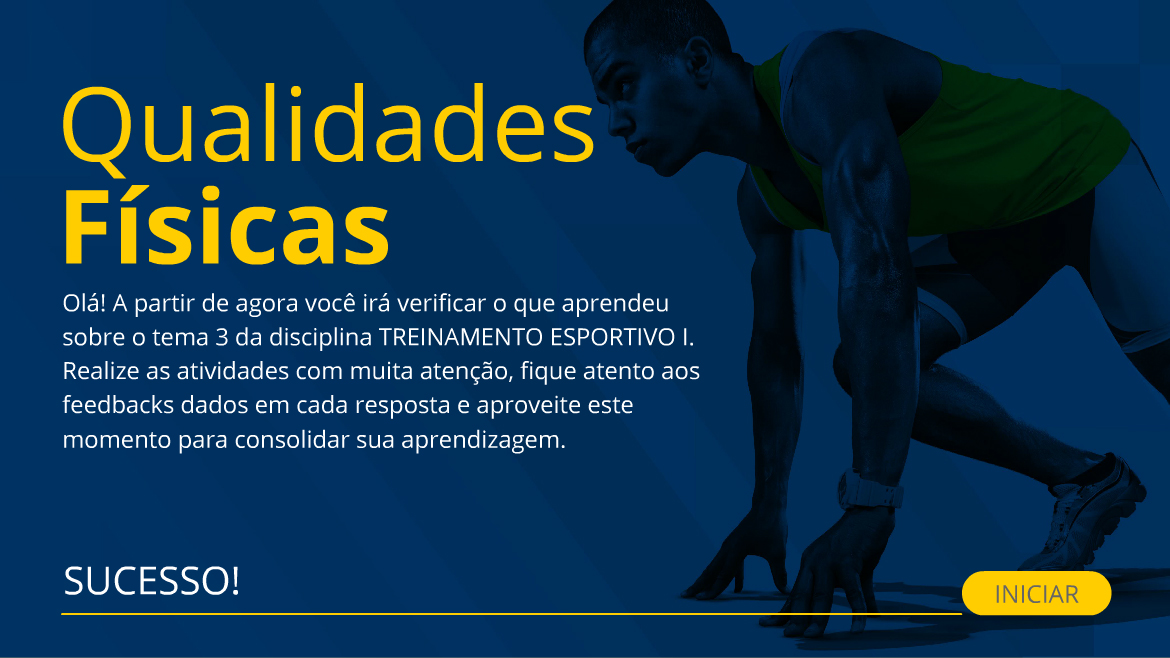 Qualidades
Físicas
Olá! A partir de agora você irá verificar o que aprendeu
sobre o tema 3 da disciplina TREINAMENTO ESPORTIVO I.
Realize as atividades com muita atenção, fique atento aos
feedbacks dados em cada resposta e aproveite este
momento para consolidar sua aprendizagem.
SUCESSO!
INICIAR